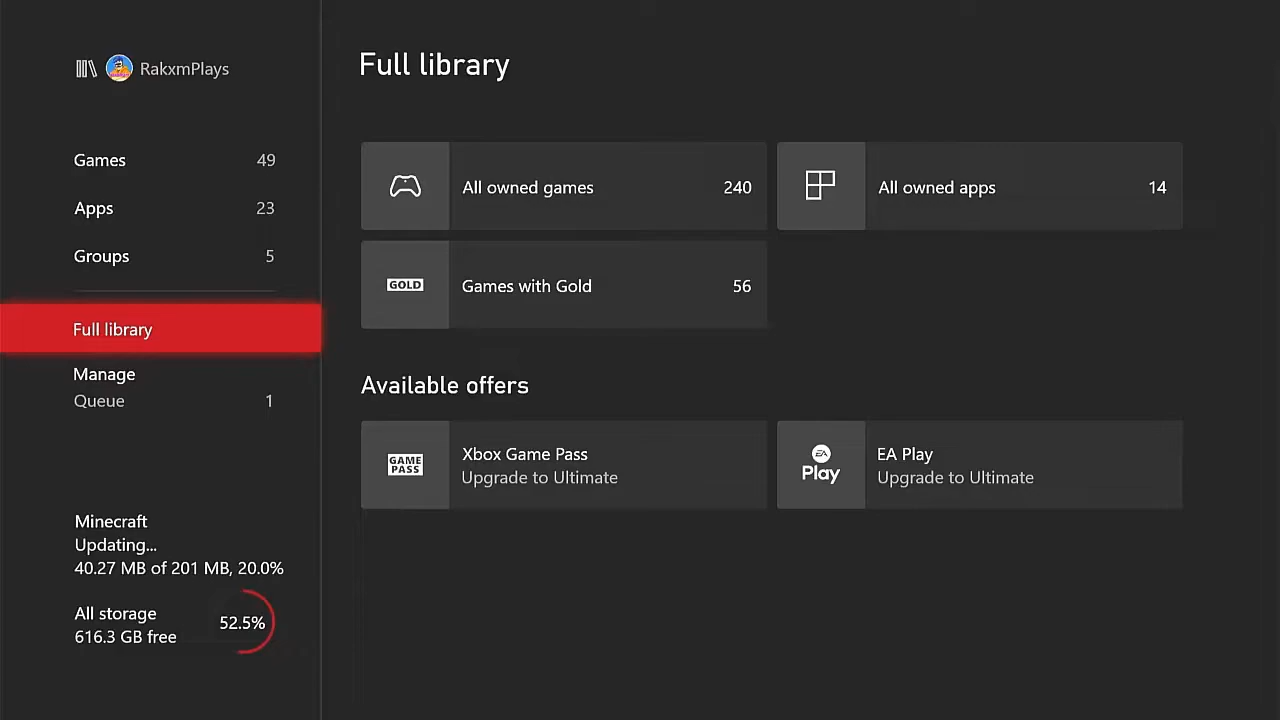 RakxmPlays
Games 49
Apps 23
Groups 5
Full library
Manage
Queue 1
Minecraft
Updating...
40.27 MB of 201 MB, 20.0%
All storage
616.3 GB free
52.5%
Full library
All owned games 240
All owned apps 14
GOLD
Games with Gold 56
Available offers
GAME
PASS
Xbox Game Pass
Upgrade to Ultimate
EA
Play
EA Play
Upgrade to Ultimate